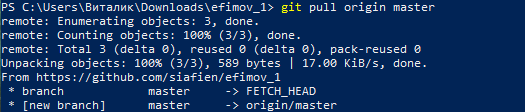 PS C:\Users\Виталик\Downloads\efimov_1> git pull origin master
remote: Enumerating objects: 3, done.
remote: Counting objects: 100% (3/3), done.
remote: Total 3 (delta 0), reused 0 (delta 0), pack-reused 0
Unpacking objects: 100% (3/3), 589 bytes | 17.00 KiB/s, done.
From https://github.com/siafien/efimov_1
 * branch            master     -> FETCH_HEAD
 * [new branch]      master     -> origin/master